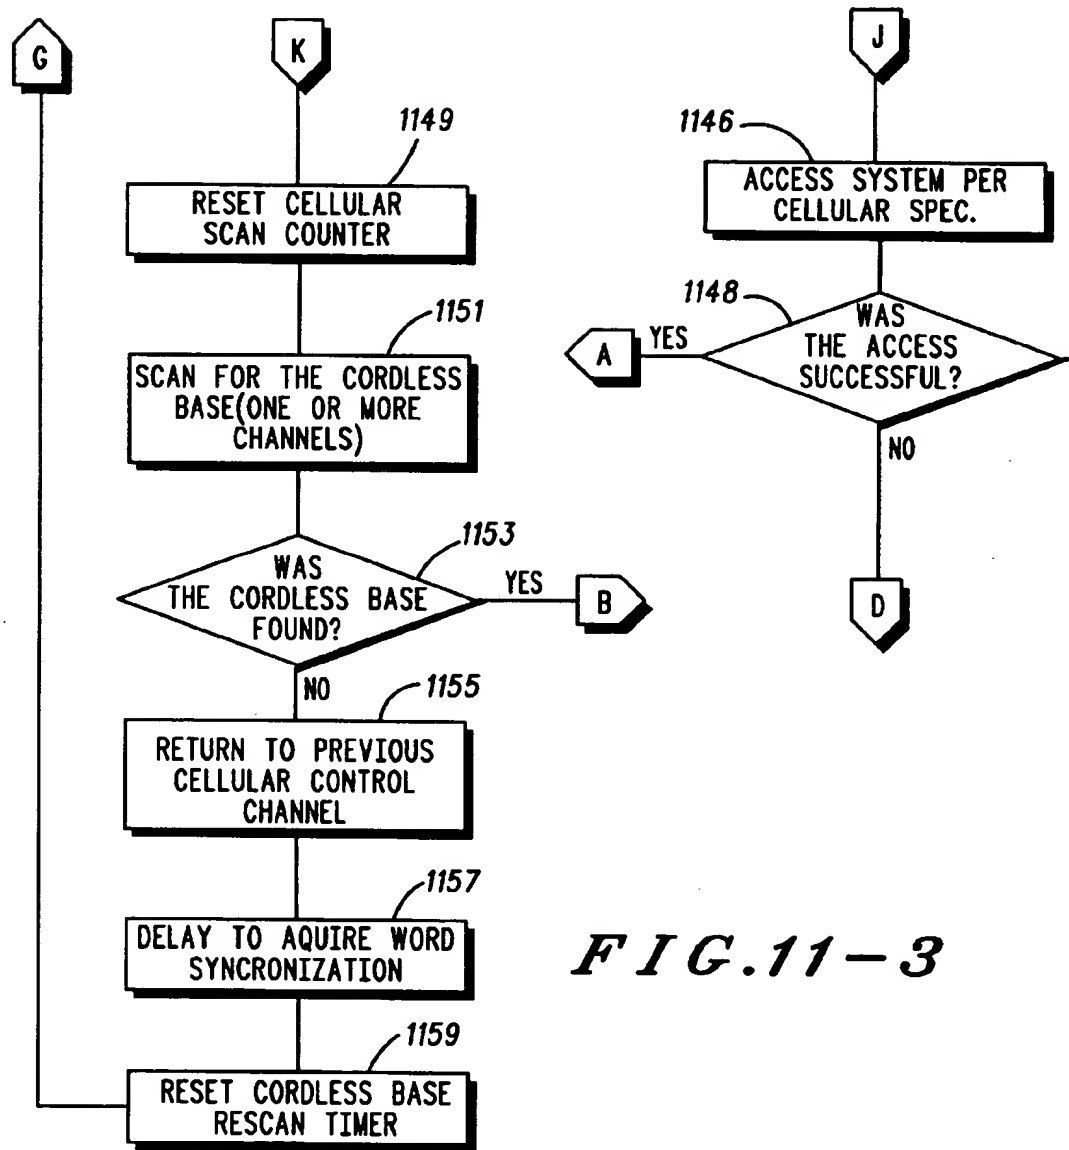 G
K
1149
RESET CELLULAR
SCAN COUNTER
1151
SCAN FOR THE CORDLESS
BASE(ONE OR MORE
CHANNELS)
1153
WAS
THE CORDLESS BASE
FOUND?
YES
B
NO
1155
RETURN TO PREVIOUS
CELLULAR CONTROL
CHANNEL
1157
DELAY TO AQUIRE WORD
SYNCRONIZATION
1159
RESET CORDLESS BASE
RESCAN TIMER
J
1146
ACCESS SYSTEM PER
CELLULAR SPEC.
1148
WAS
THE ACCESS
SUCCESSFUL?
YES
A
NO
D
FIG.11-3